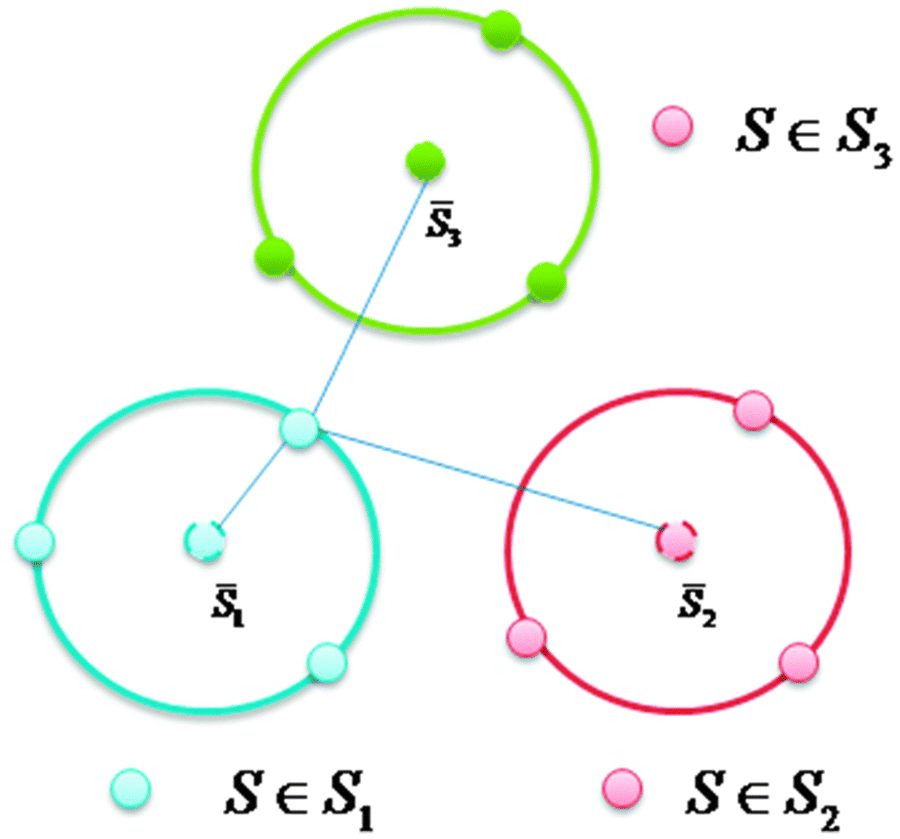 S ∈ S₃
S̄₃
S̄₁
S̄₂
S ∈ S₁
S ∈ S₂